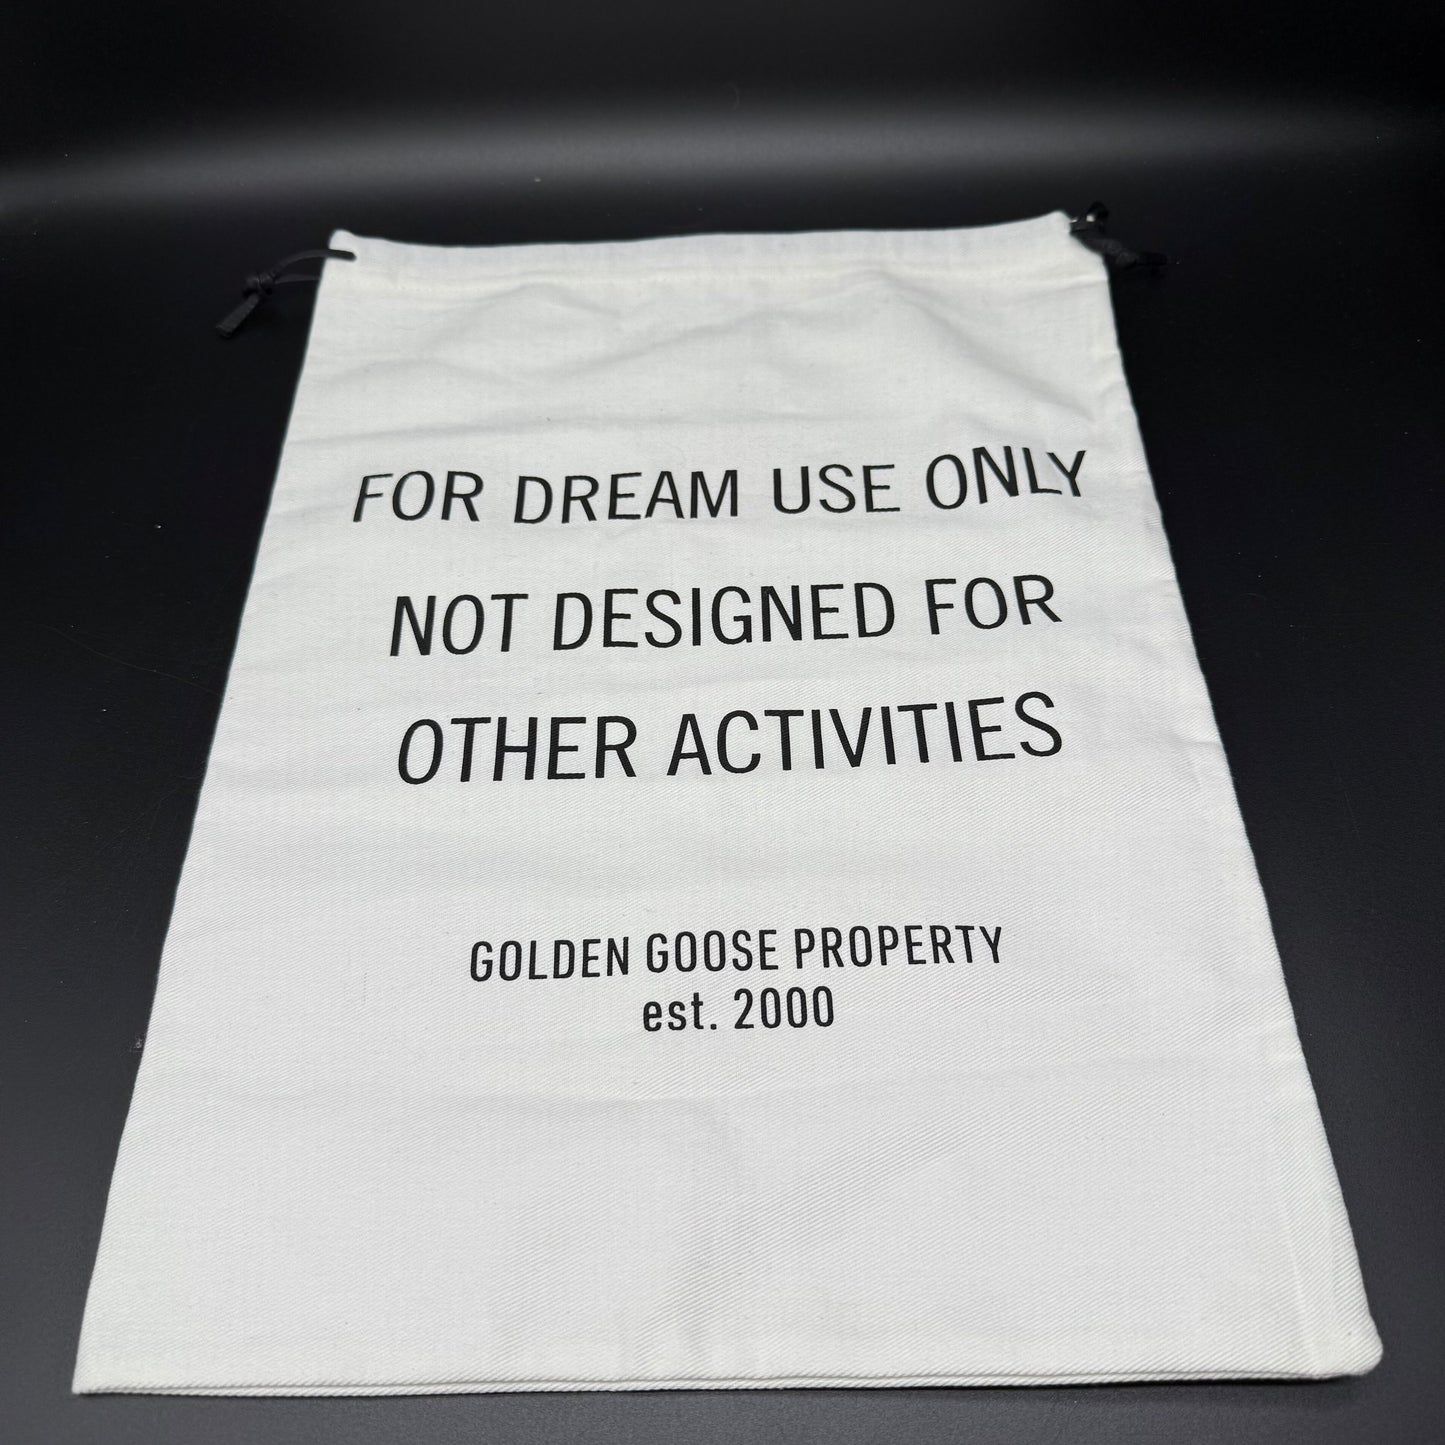 FOR DREAM USE ONLY
NOT DESIGNED FOR
OTHER ACTIVITIES
GOLDEN GOOSE PROPERTY
est. 2000